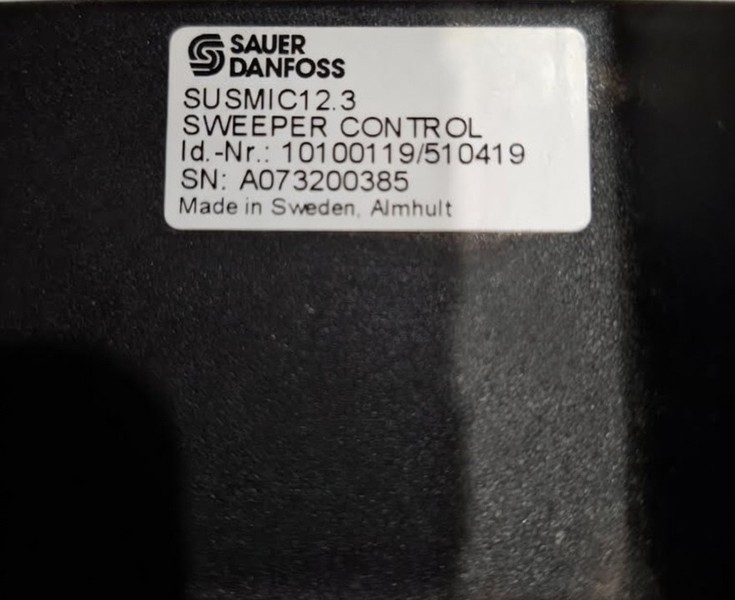 SAUER
DANFOSS
SUSMIC12.3
SWEEPER CONTROL
Id.-Nr.: 10100119/510419
SN: A073200385
Made in Sweden, Almhult